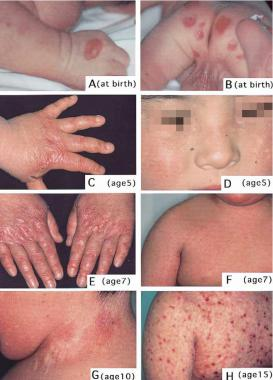 A(at birth)
B(at birth)
C (age5)
D (age5)
E (age7)
F (age7)
G(age10)
H (age15)